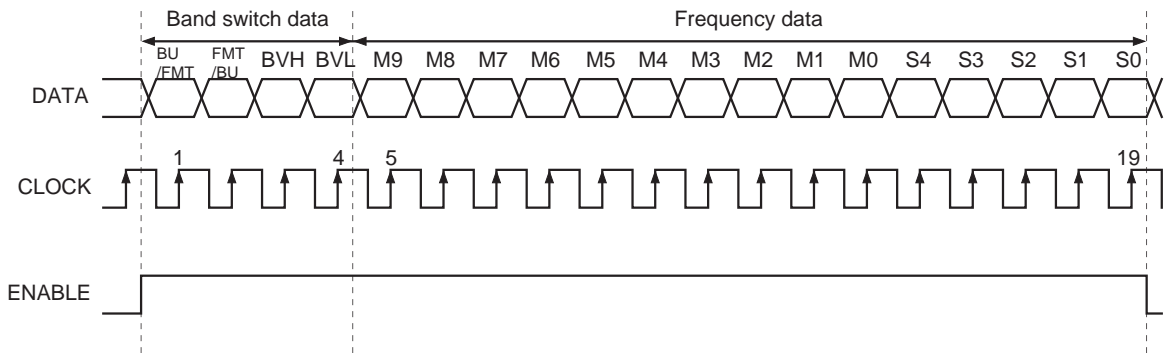 Band switch data Frequency data
BU /FMT FMT /BU BVH BVL M9 M8 M7 M6 M5 M4 M3 M2 M1 M0 S4 S3 S2 S1 S0
DATA
1 4 5 19
CLOCK
ENABLE